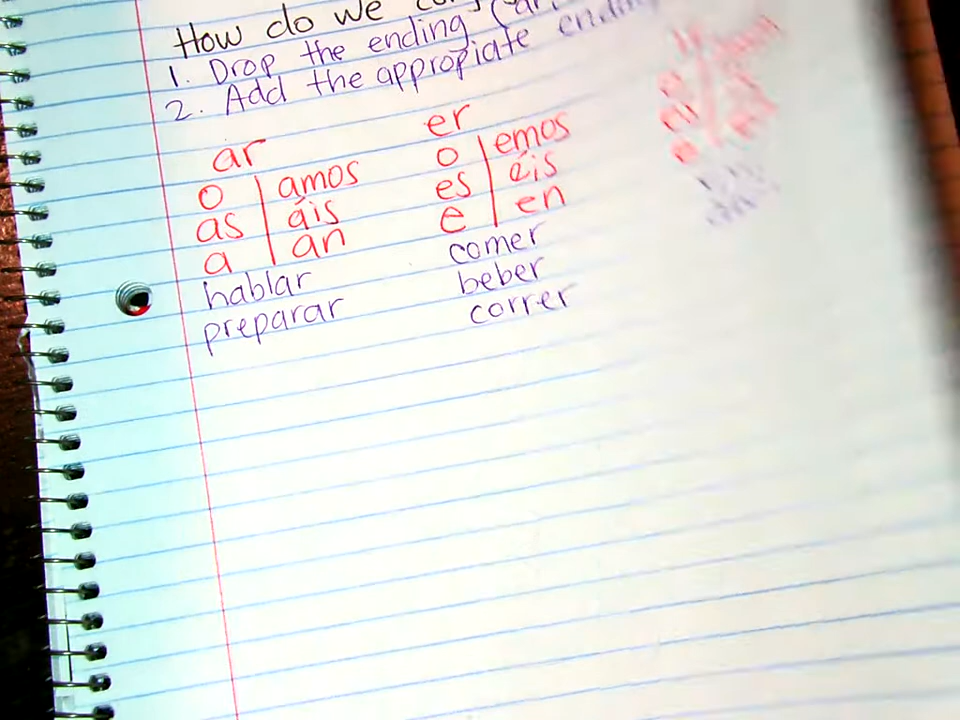 How do we
1. Drop the ending
2. Add the appropiate
ar er
o | amos o | emos
as | áis es | éis
a | an e | en
hablar comer
preparar beber
correr